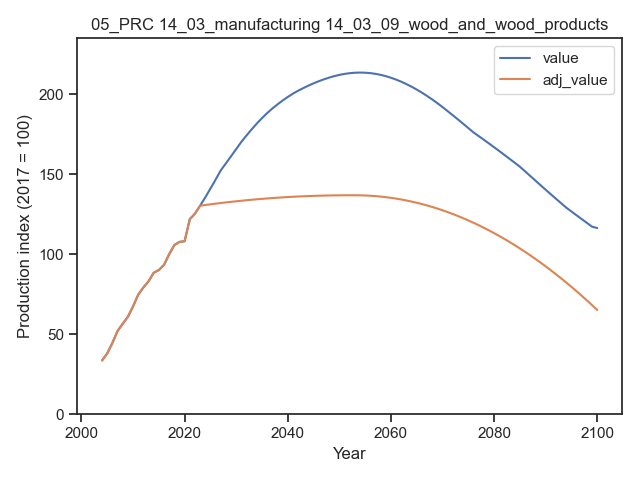 05_PRC 14_03_manufacturing 14_03_09_wood_and_wood_products
value
adj_value
Production index (2017 = 100)
200
150
100
50
0
2000 2020 2040 2060 2080 2100
Year